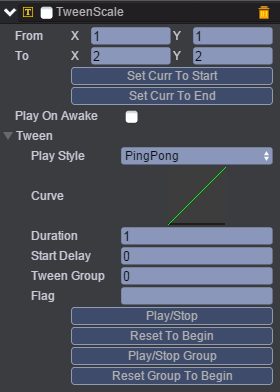 T TweenScale
From X 1 Y 1
To X 2 Y 2
Set Curr To Start
Set Curr To End
Play On Awake
Tween
Play Style PingPong
Curve
Duration 1
Start Delay 0
Tween Group 0
Flag
Play/Stop
Reset To Begin
Play/Stop Group
Reset Group To Begin